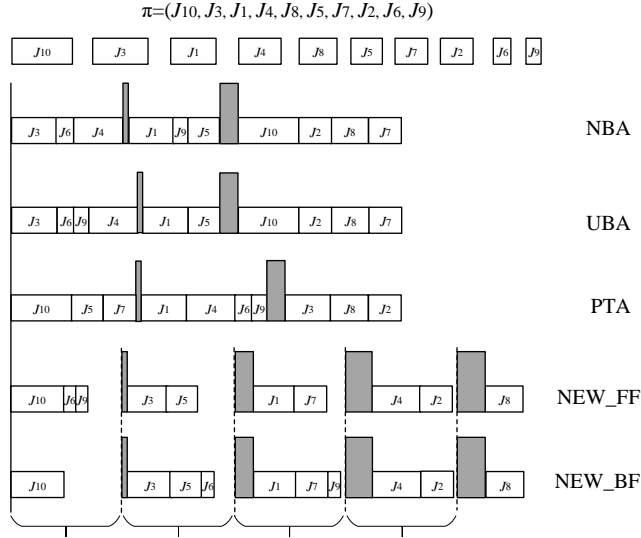 π=(J10, J3, J1, J4, J8, J5, J7, J2, J6, J9)
J10 J3 J1 J4 J8 J5 J7 J2 J6 J9
J3 J6 J4 J1 J9 J5 J10 J2 J8 J7 NBA
J3 J6 J9 J4 J1 J5 J10 J2 J8 J7 UBA
J10 J5 J7 J1 J4 J6 J9 J3 J8 J2 PTA
J10 J6 J9 J3 J5 J1 J7 J4 J2 J8 NEW_FF
J10 J3 J5 J6 J1 J7 J9 J4 J2 J8 NEW_BF